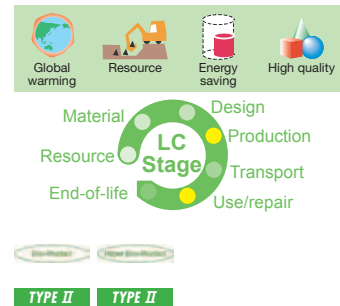 Global warming
Resource
Energy saving
High quality
Material
Design
Production
Resource
LC Stage
Transport
End-of-life
Use/repair
TYPE II
TYPE II